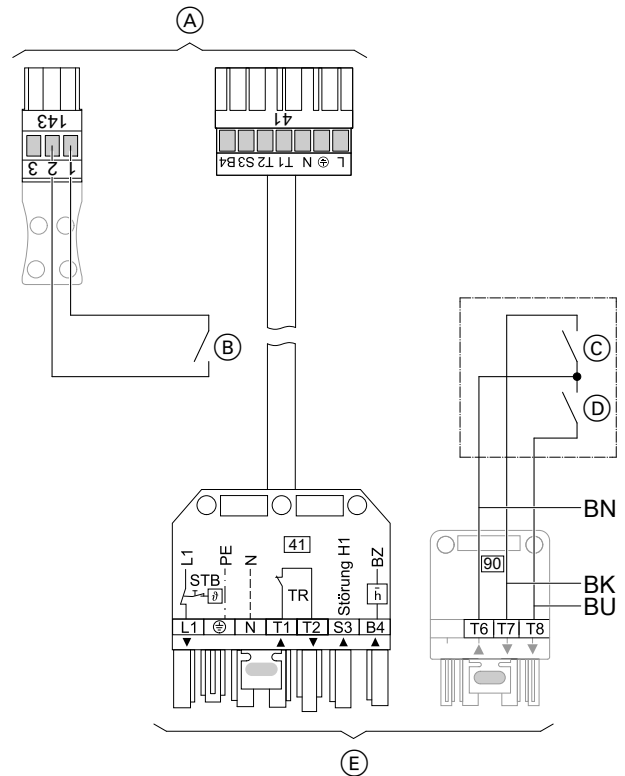 A
143
3 2 1
41
B4 S3 T2 T1 N L
B
C
D
BN
BK
BU
L1
STB
ϑ
PE
N
41
TR
Störung H1
BZ
h
L1 N T1 T2 S3 B4
90
T6 T7 T8
E